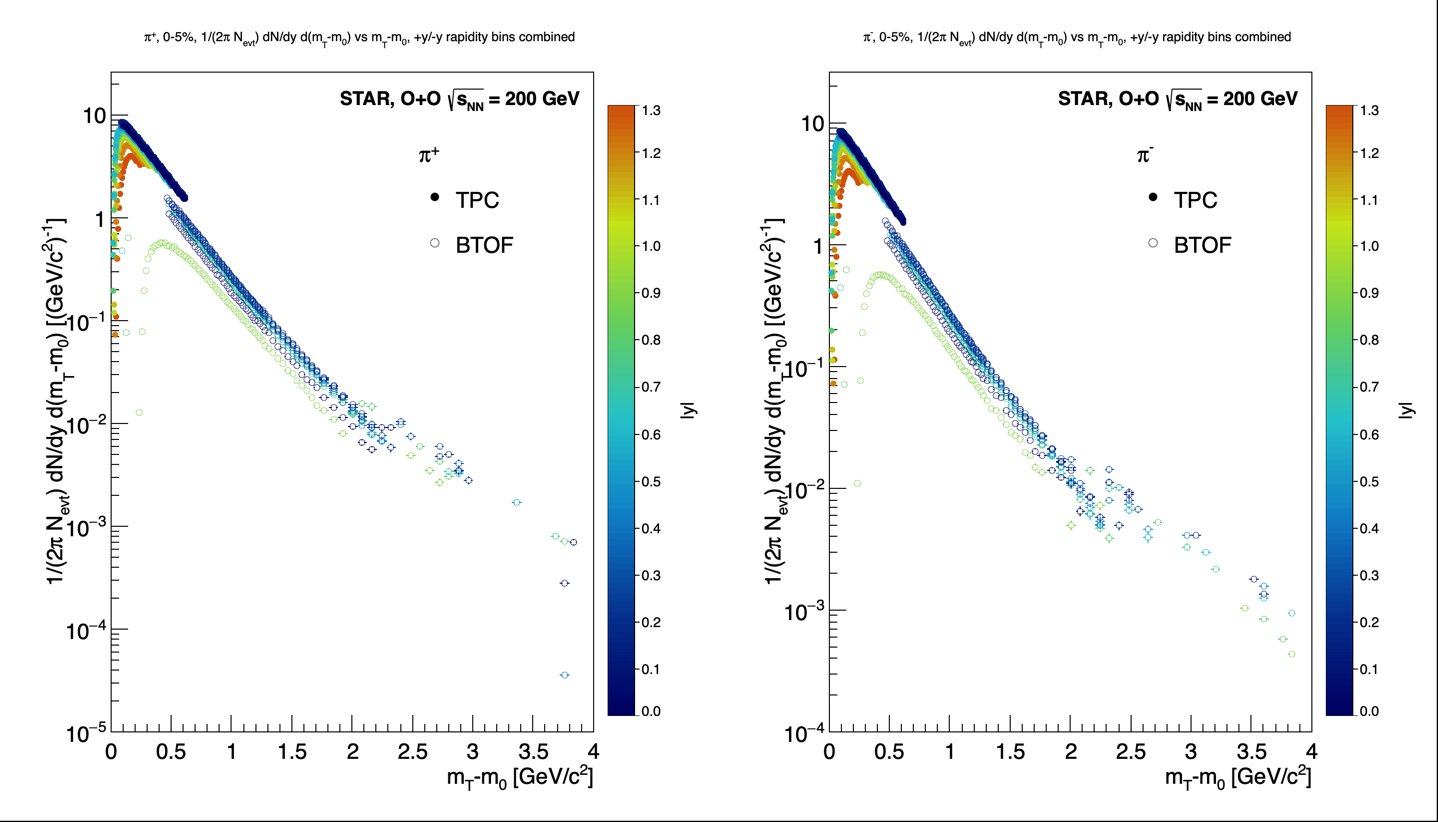 π⁺, 0-5%, 1/(2π N_evt) dN/dy d(m_T-m_0) vs m_T-m_0, +y/-y rapidity bins combined
STAR, O+O √s_NN = 200 GeV
π⁺
TPC
BTOF
1/(2π N_evt) dN/dy d(m_T-m_0) [(GeV/c²)⁻¹]
10
1
10⁻¹
10⁻²
10⁻³
10⁻⁴
10⁻⁵
0 0.5 1 1.5 2 2.5 3 3.5 4
m_T-m_0 [GeV/c²]
1.3
1.2
1.1
1.0
0.9
0.8
0.7
0.6
0.5
0.4
0.3
0.2
0.1
0.0
|y|
π⁻, 0-5%, 1/(2π N_evt) dN/dy d(m_T-m_0) vs m_T-m_0, +y/-y rapidity bins combined
STAR, O+O √s_NN = 200 GeV
π⁻
TPC
BTOF
1/(2π N_evt) dN/dy d(m_T-m_0) [(GeV/c²)⁻¹]
10
1
10⁻¹
10⁻²
10⁻³
10⁻⁴
0 0.5 1 1.5 2 2.5 3 3.5 4
m_T-m_0 [GeV/c²]
1.3
1.2
1.1
1.0
0.9
0.8
0.7
0.6
0.5
0.4
0.3
0.2
0.1
0.0
|y|